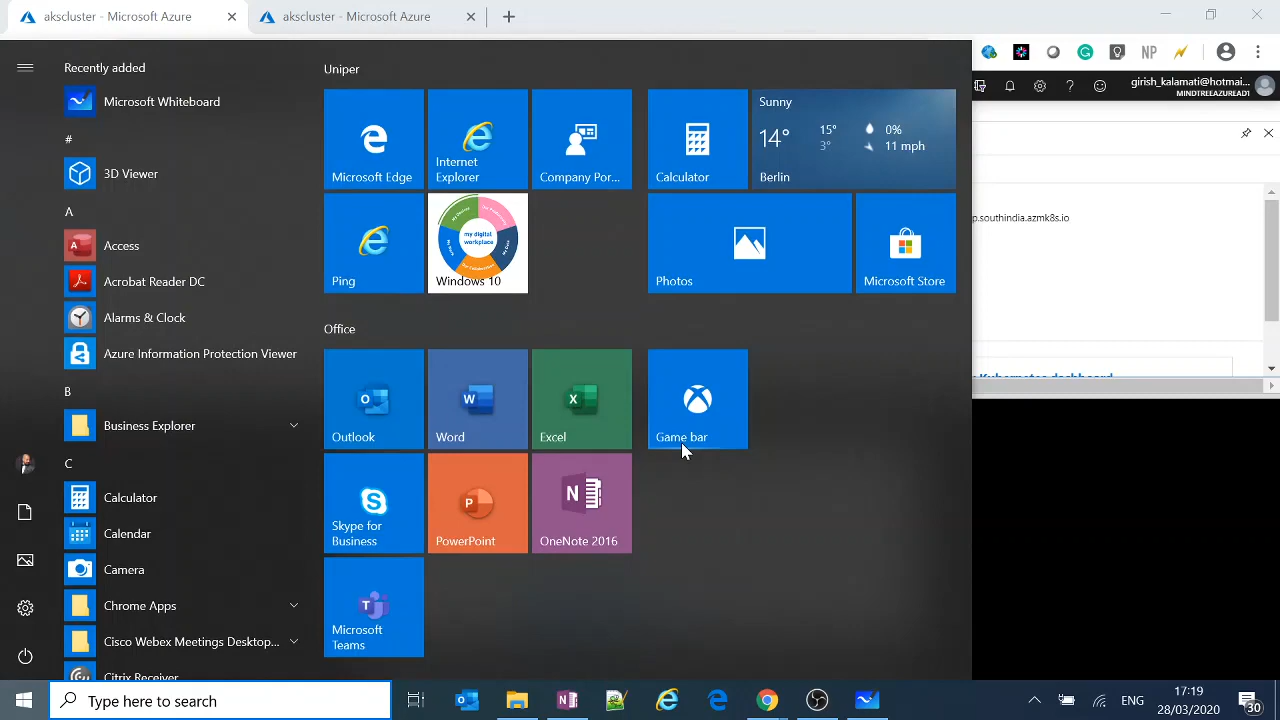 akscluster - Microsoft Azure
akscluster - Microsoft Azure
NP
girish_kalamati@hotmai...
MINDTREEAZUREAD1
p.southindia.azmk8s.io
Kubernetes dashboard
Recently added
Microsoft Whiteboard
#
3D Viewer
A
Access
Acrobat Reader DC
Alarms & Clock
Azure Information Protection Viewer
B
Business Explorer
C
Calculator
Calendar
Camera
Chrome Apps
Cisco Webex Meetings Desktop...
Citrix Receiver
Uniper
Microsoft Edge
Internet
Explorer
Company Por...
Calculator
Sunny
14°
15°
3°
0%
11 mph
Berlin
Ping
my digital
workplace
Windows 10
Photos
Microsoft Store
Office
Outlook
Word
Excel
Game bar
Skype for
Business
PowerPoint
OneNote 2016
Microsoft
Teams
Type here to search
ENG
17:19
28/03/2020
30